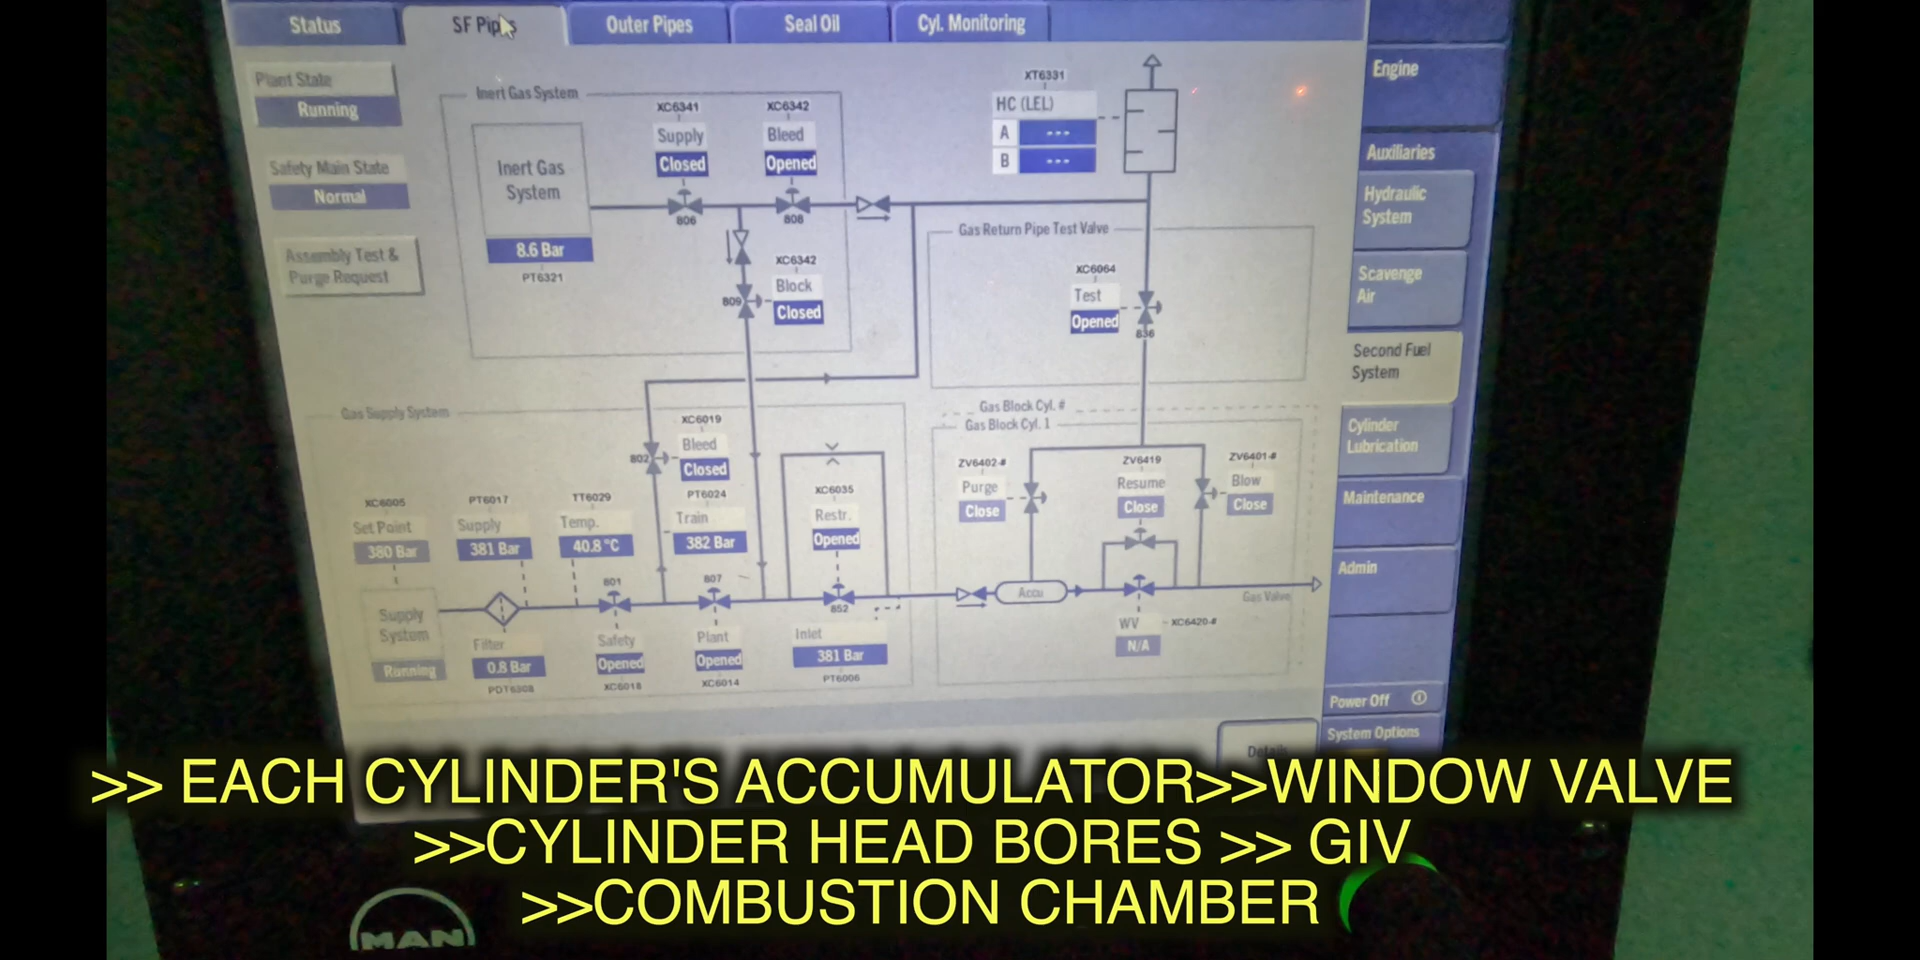 Status
SF Pipes
Outer Pipes
Seal Oil
Cyl. Monitoring
Plant State
Running
Safety Main State
Normal
Assembly Test &
Purge Request
Inert Gas System
Inert Gas
System
8.6 Bar
PT6321
XC6341
Supply
Closed
806
XC6342
Bleed
Opened
808
XC6342
Block
Closed
809
XT6331
HC (LEL)
A ---
B ---
Gas Return Pipe Test Valve
XC6064
Test
Opened
836
Gas Supply System
XC6019
Bleed
Closed
802
XC6005
Set Point
380 Bar
PT6017
Supply
381 Bar
TT6029
Temp.
40.8 °C
PT6024
Train
382 Bar
XC6035
Restr.
Opened
801
807
852
Supply
System
Running
Filter
0.8 Bar
PDT6308
Safety
Opened
XC6018
Plant
Opened
XC6014
Inlet
381 Bar
PT6006
Gas Block Cyl. #
Gas Block Cyl. 1
ZV6402-#
Purge
Close
ZV6419
Resume
Close
ZV6401-#
Blow
Close
Accu
Gas Valve
WV
XC6420-#
N/A
Engine
Auxiliaries
Hydraulic
System
Scavenge
Air
Second Fuel
System
Cylinder
Lubrication
Maintenance
Admin
Power Off
System Options
Details
>> EACH CYLINDER'S ACCUMULATOR>>WINDOW VALVE
>>CYLINDER HEAD BORES >> GIV
>>COMBUSTION CHAMBER
MAN